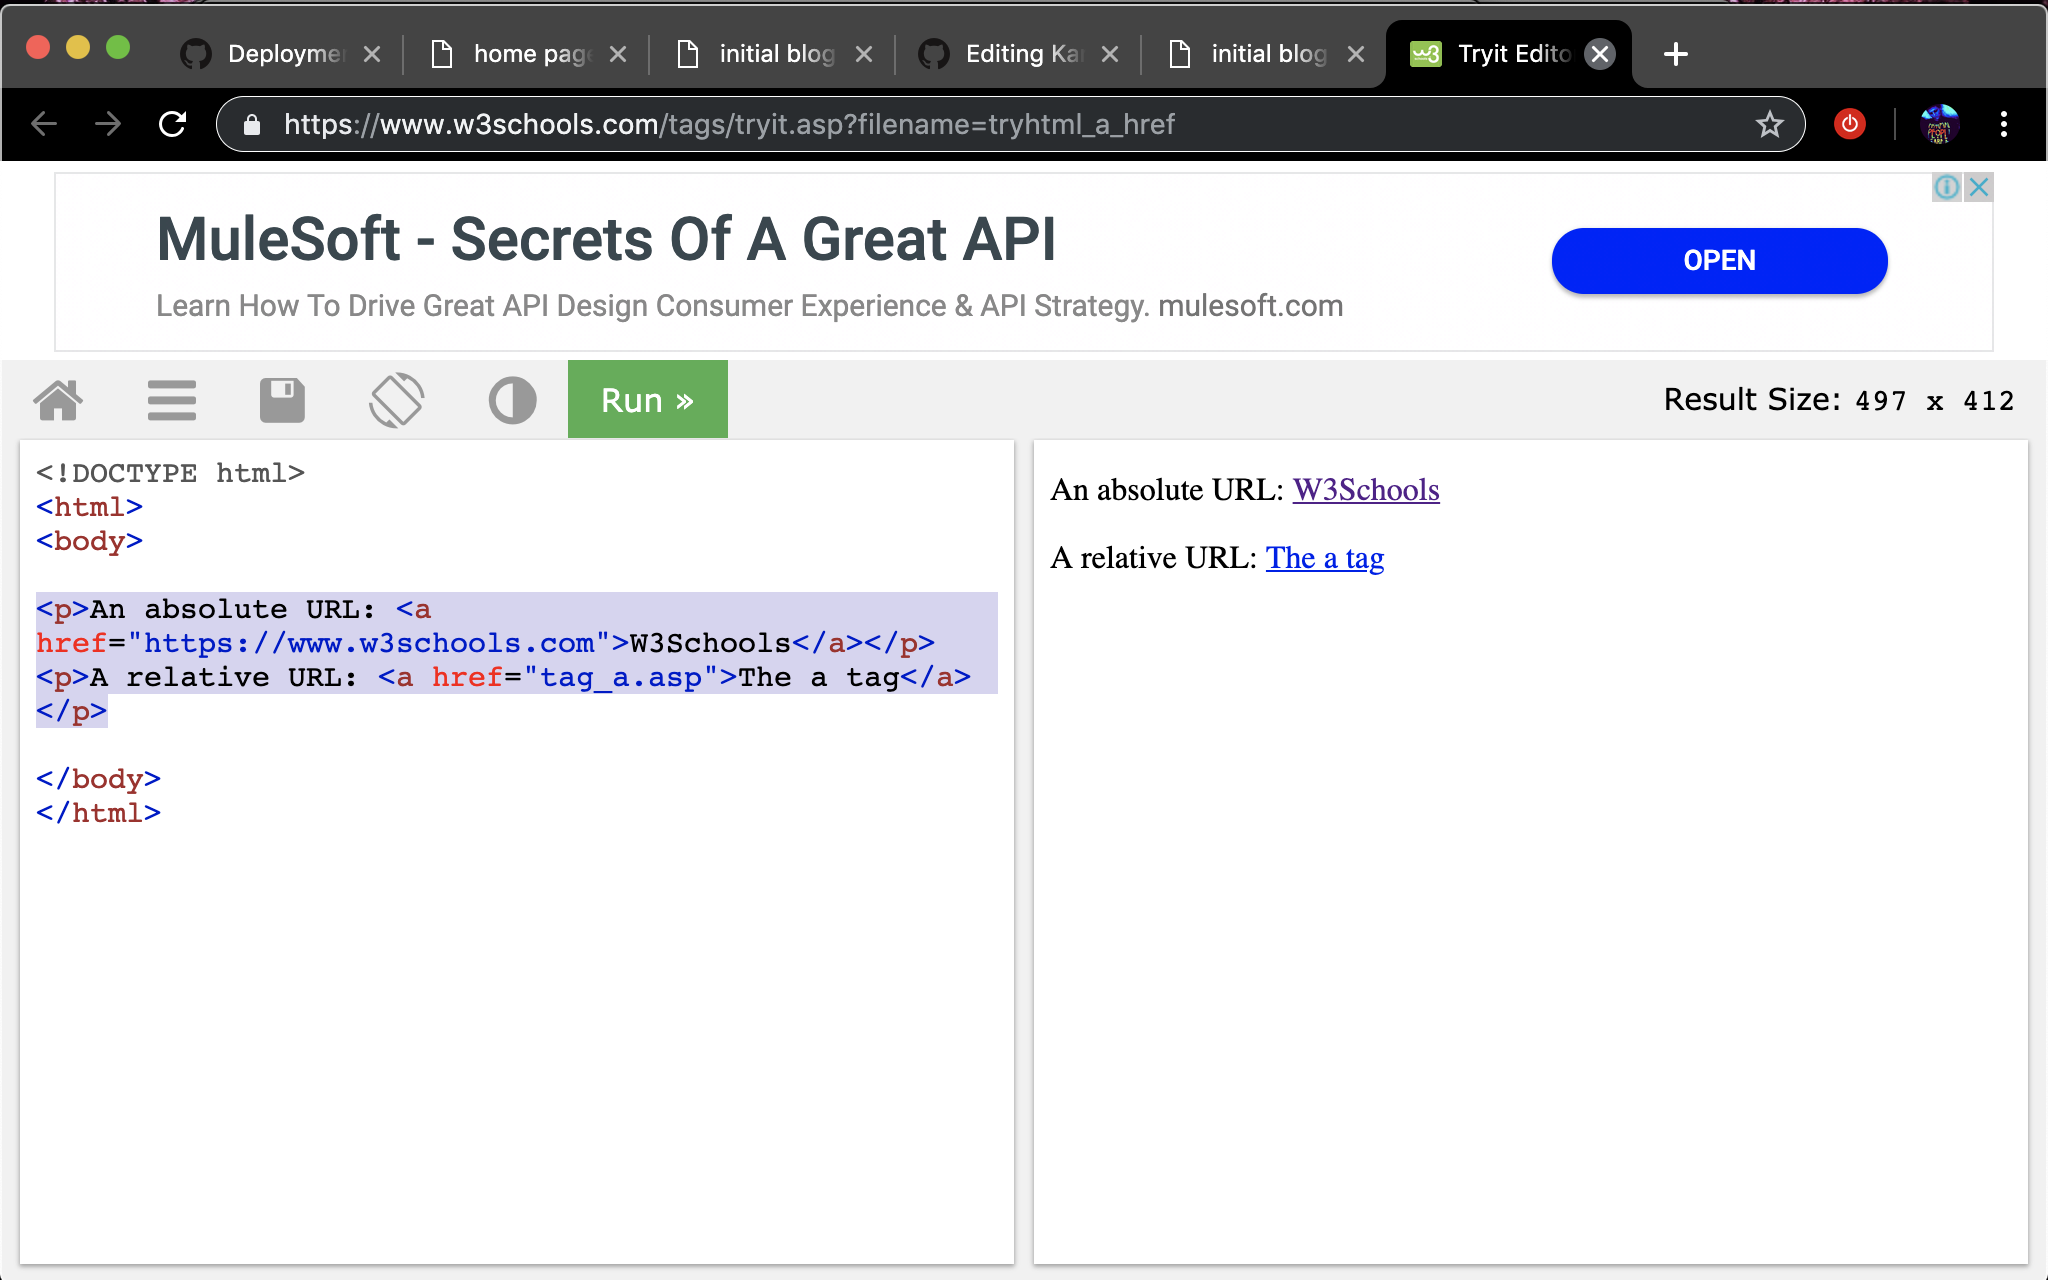 Deployme
home page
initial blog
Editing Ka
initial blog
Tryit Edito
https://www.w3schools.com/tags/tryit.asp?filename=tryhtml_a_href
MuleSoft - Secrets Of A Great API
Learn How To Drive Great API Design Consumer Experience & API Strategy. mulesoft.com
OPEN
Run »
Result Size: 497 x 412
<!DOCTYPE html>
<html>
<body>
<p>An absolute URL: <a
href="https://www.w3schools.com">W3Schools</a></p>
<p>A relative URL: <a href="tag_a.asp">The a tag</a>
</p>
</body>
</html>
An absolute URL: W3Schools
A relative URL: The a tag